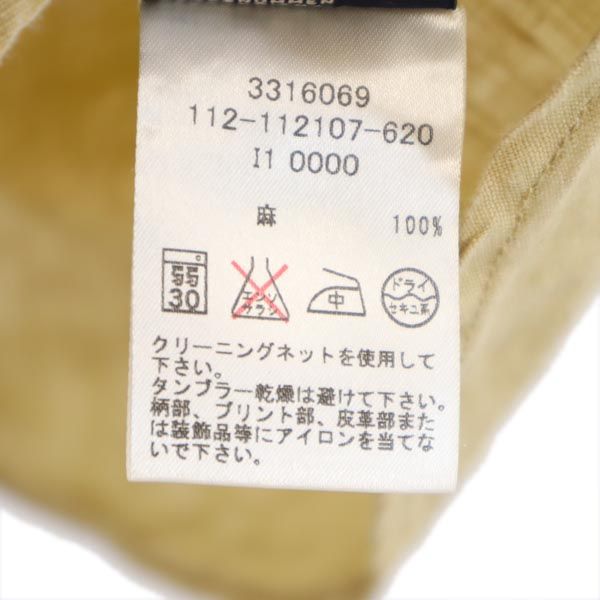 3316069
112-112107-620
I1 0000
麻 100%
弱 30 エンソ サラシ 中 ドライ セキユ系
クリーニングネットを使用して
下さい。
タンブラー乾燥は避けて下さい。
柄部、プリント部、皮革部また
は装飾品等にアイロンを当てな
いで下さい。